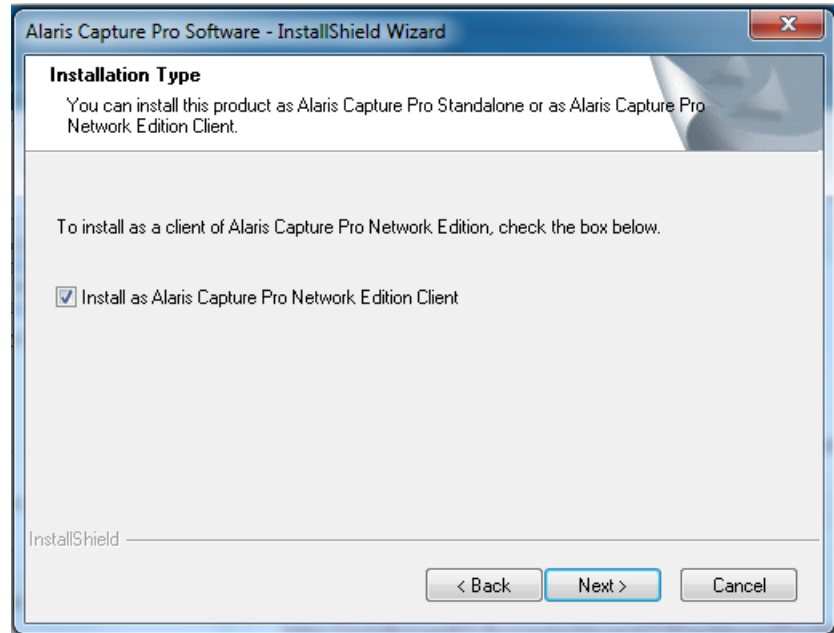 Alaris Capture Pro Software - InstallShield Wizard
Installation Type
You can install this product as Alaris Capture Pro Standalone or as Alaris Capture Pro
Network Edition Client.
To install as a client of Alaris Capture Pro Network Edition, check the box below.
Install as Alaris Capture Pro Network Edition Client
InstallShield
< Back Next > Cancel